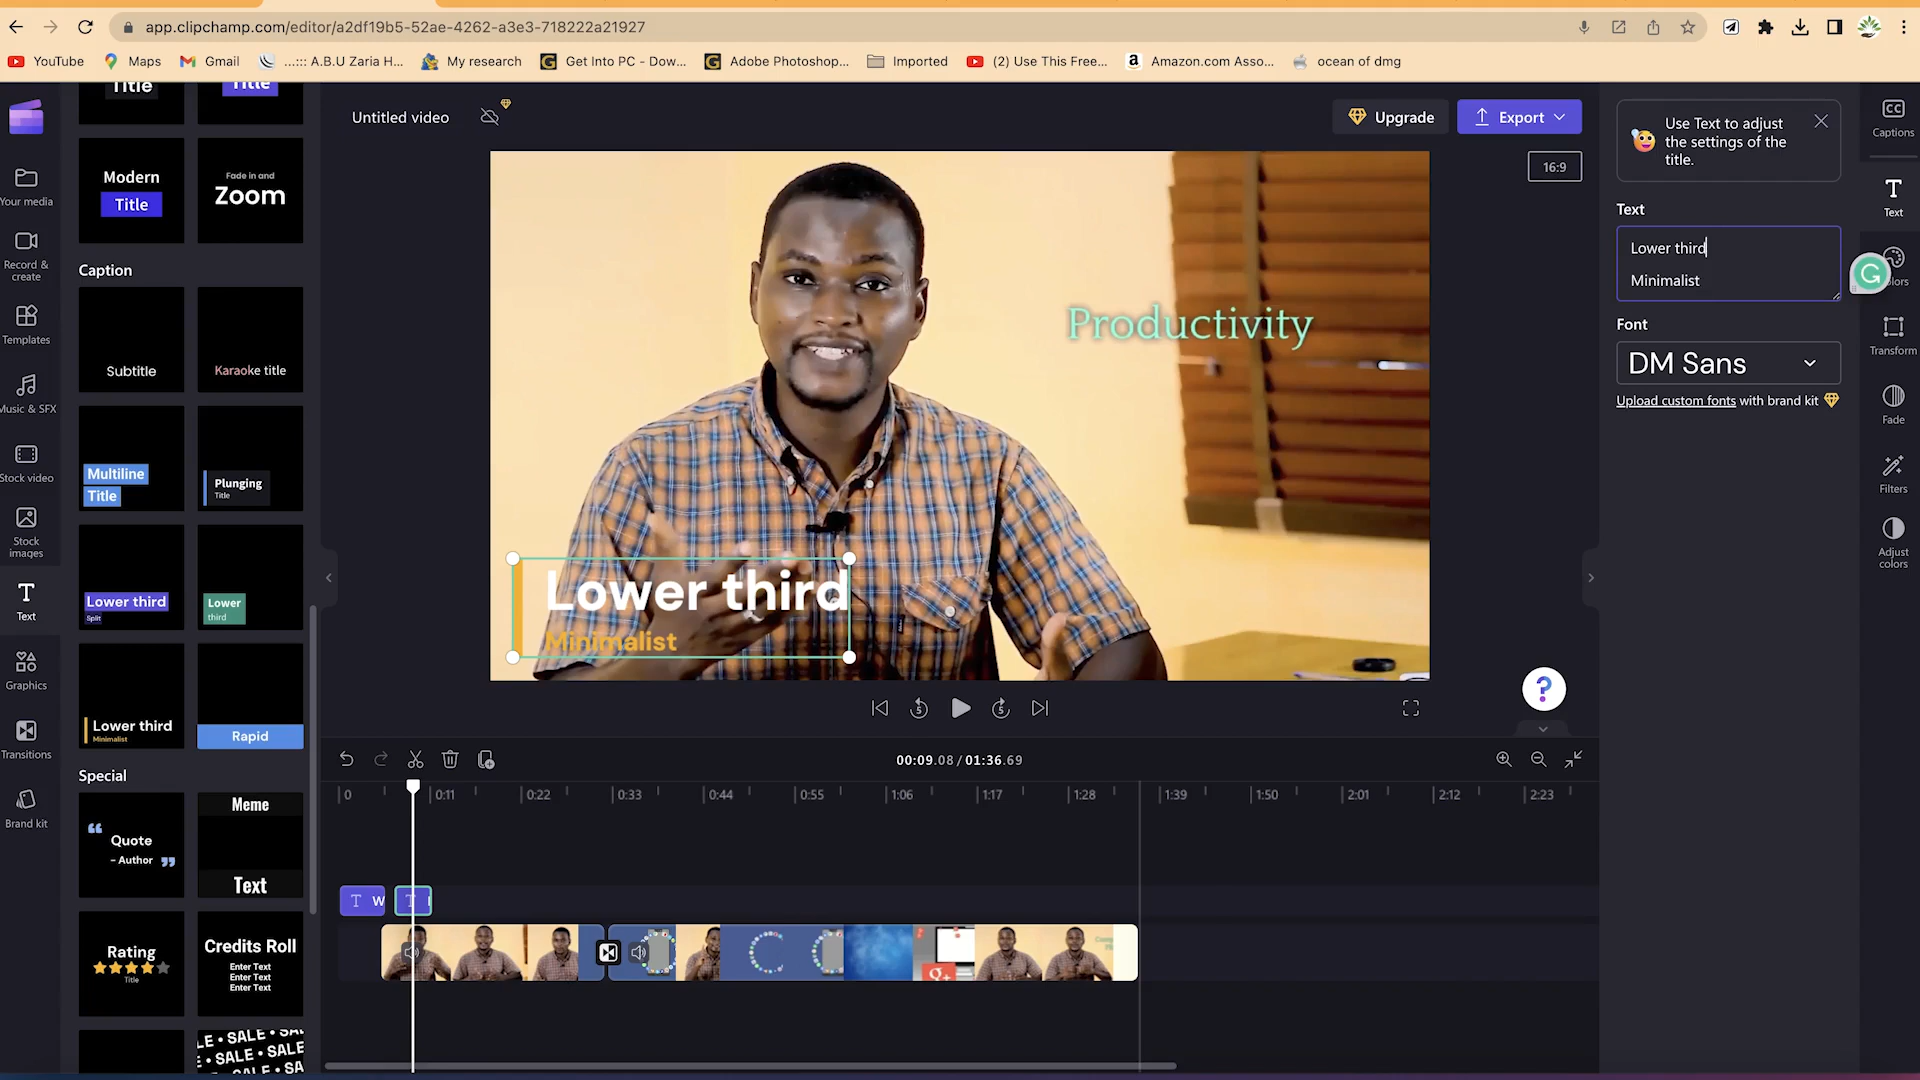 app.clipchamp.com/editor/a2df19b5-52ae-4262-a3e3-718222a21927
YouTube
Maps
Gmail
...::: A.B.U Zaria H...
My research
Get Into PC - Dow...
Adobe Photoshop...
Imported
(2) Use This Free...
Amazon.com Asso...
ocean of dmg
Title
Title
Modern
Title
Fade in and
Zoom
Caption
Subtitle
Karaoke title
Multiline
Title
Plunging
Title
Lower third
Split
Lower
third
Lower third
Minimalist
Rapid
Special
Quote
- Author
Meme
Text
Rating
Title
Credits Roll
Enter Text
Enter Text
Enter Text
LE • SALE • SA
• SALE • SALE
SALE • SALE
Your media
Record &
create
Templates
Music & SFX
Stock video
Stock
images
Text
Graphics
Transitions
Brand kit
Untitled video
Upgrade
Export
16:9
Productivity
Lower third
Minimalist
5
5
?
00:09.08 / 01:36.69
0
0:11
0:22
0:33
0:44
0:55
1:06
1:17
1:28
1:39
1:50
2:01
2:12
2:23
T W
T
Use Text to adjust
the settings of the
title.
Text
Lower third
Minimalist
Font
DM Sans
Upload custom fonts with brand kit
CC
Captions
Text
Transform
Fade
Filters
Adjust
colors